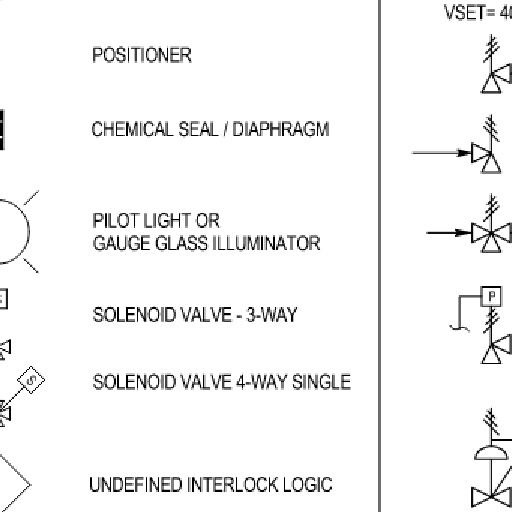 VSET= 40
POSITIONER
CHEMICAL SEAL / DIAPHRAGM
PILOT LIGHT OR
GAUGE GLASS ILLUMINATOR
SOLENOID VALVE - 3-WAY
P
SOLENOID VALVE 4-WAY SINGLE
S
UNDEFINED INTERLOCK LOGIC